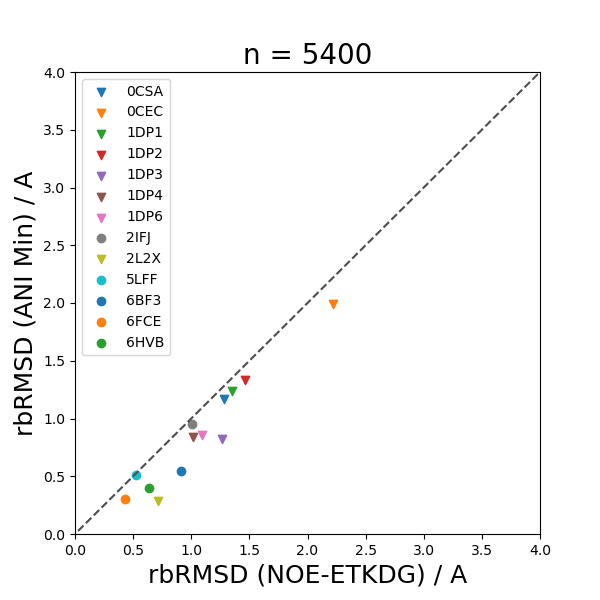 n = 5400
4.0
3.5
3.0
2.5
2.0
1.5
1.0
0.5
0.0
rbRMSD (ANI Min) / A
0CSA
0CEC
1DP1
1DP2
1DP3
1DP4
1DP6
2IFJ
2L2X
5LFF
6BF3
6FCE
6HVB
0.0 0.5 1.0 1.5 2.0 2.5 3.0 3.5 4.0
rbRMSD (NOE-ETKDG) / A